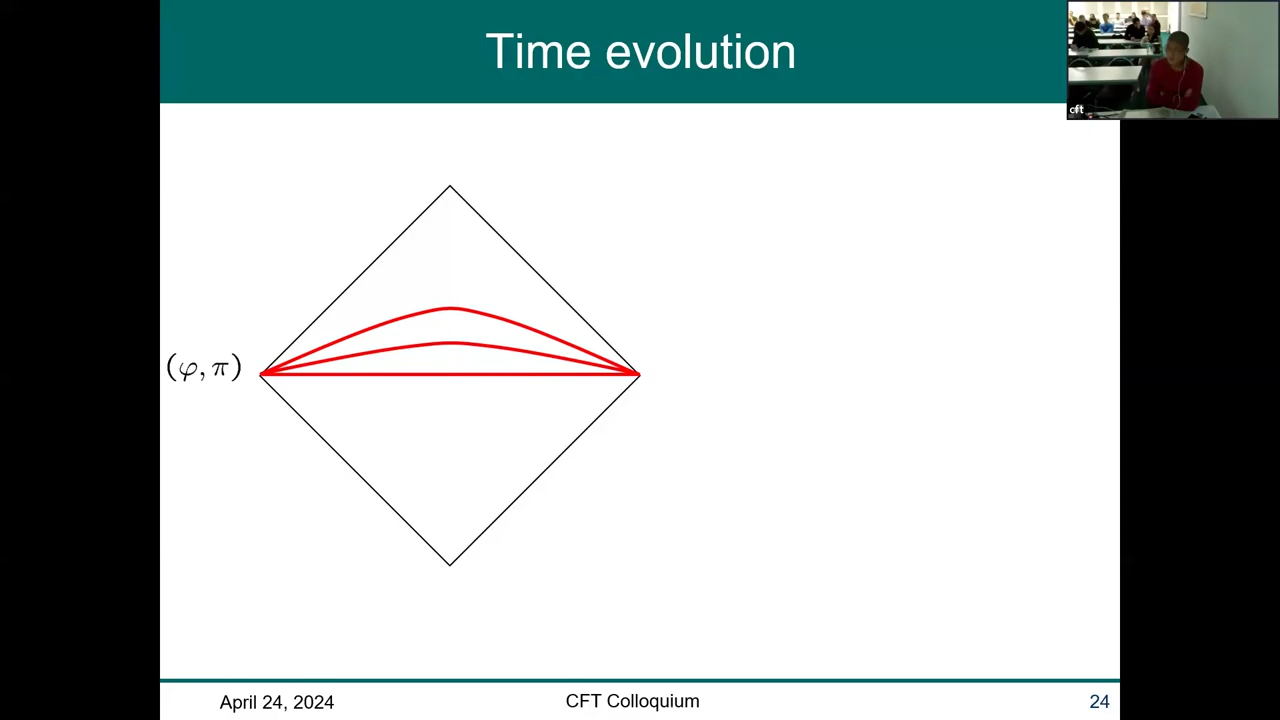 Time evolution
cft
(φ, π)
April 24, 2024
CFT Colloquium
24